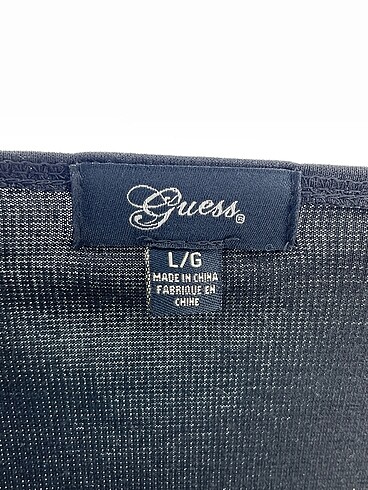 Guess®
L/G
MADE IN CHINA
FABRIQUE EN
CHINE